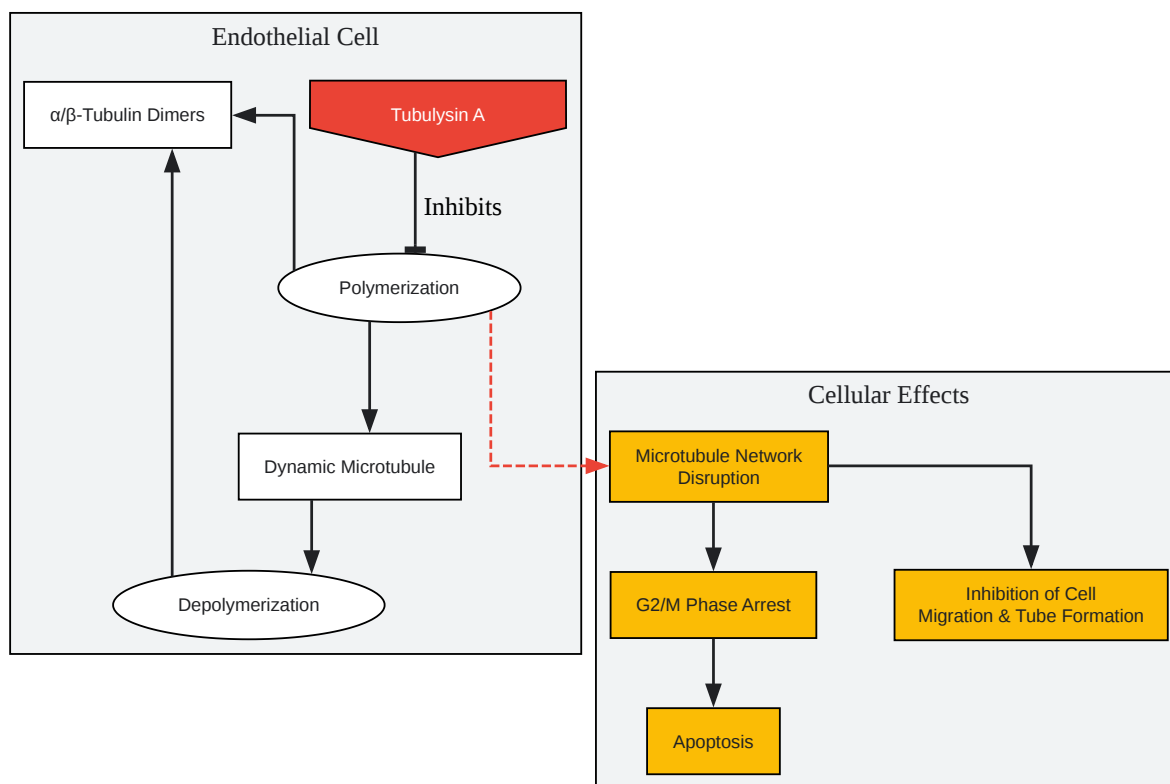 Endothelial Cell
α/β-Tubulin Dimers
Tubulysin A
Inhibits
Polymerization
Dynamic Microtubule
Depolymerization
Cellular Effects
Microtubule Network
Disruption
G2/M Phase Arrest
Inhibition of Cell
Migration & Tube Formation
Apoptosis